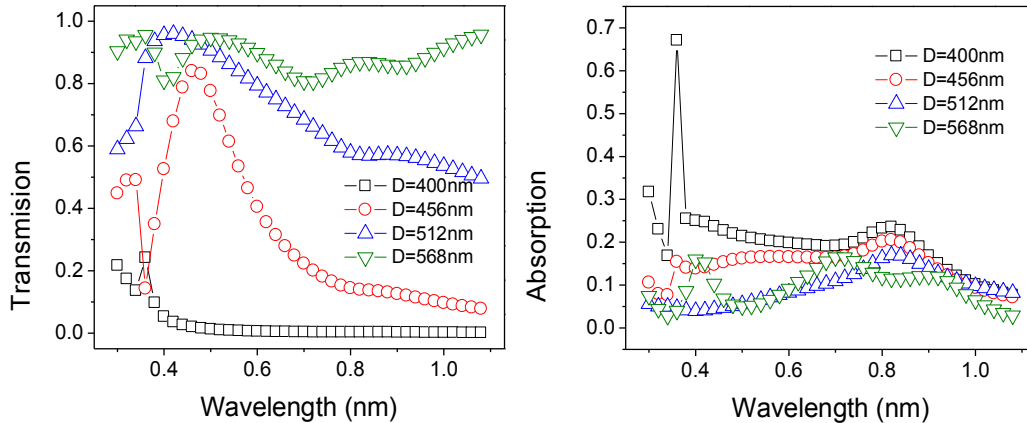 Transmision
1.0
0.8
0.6
0.4
0.2
0.0
D=400nm
D=456nm
D=512nm
D=568nm
0.4 0.6 0.8 1.0
Wavelength (nm)
Absorption
0.7
0.6
0.5
0.4
0.3
0.2
0.1
0.0
D=400nm
D=456nm
D=512nm
D=568nm
0.4 0.6 0.8 1.0
Wavelength (nm)